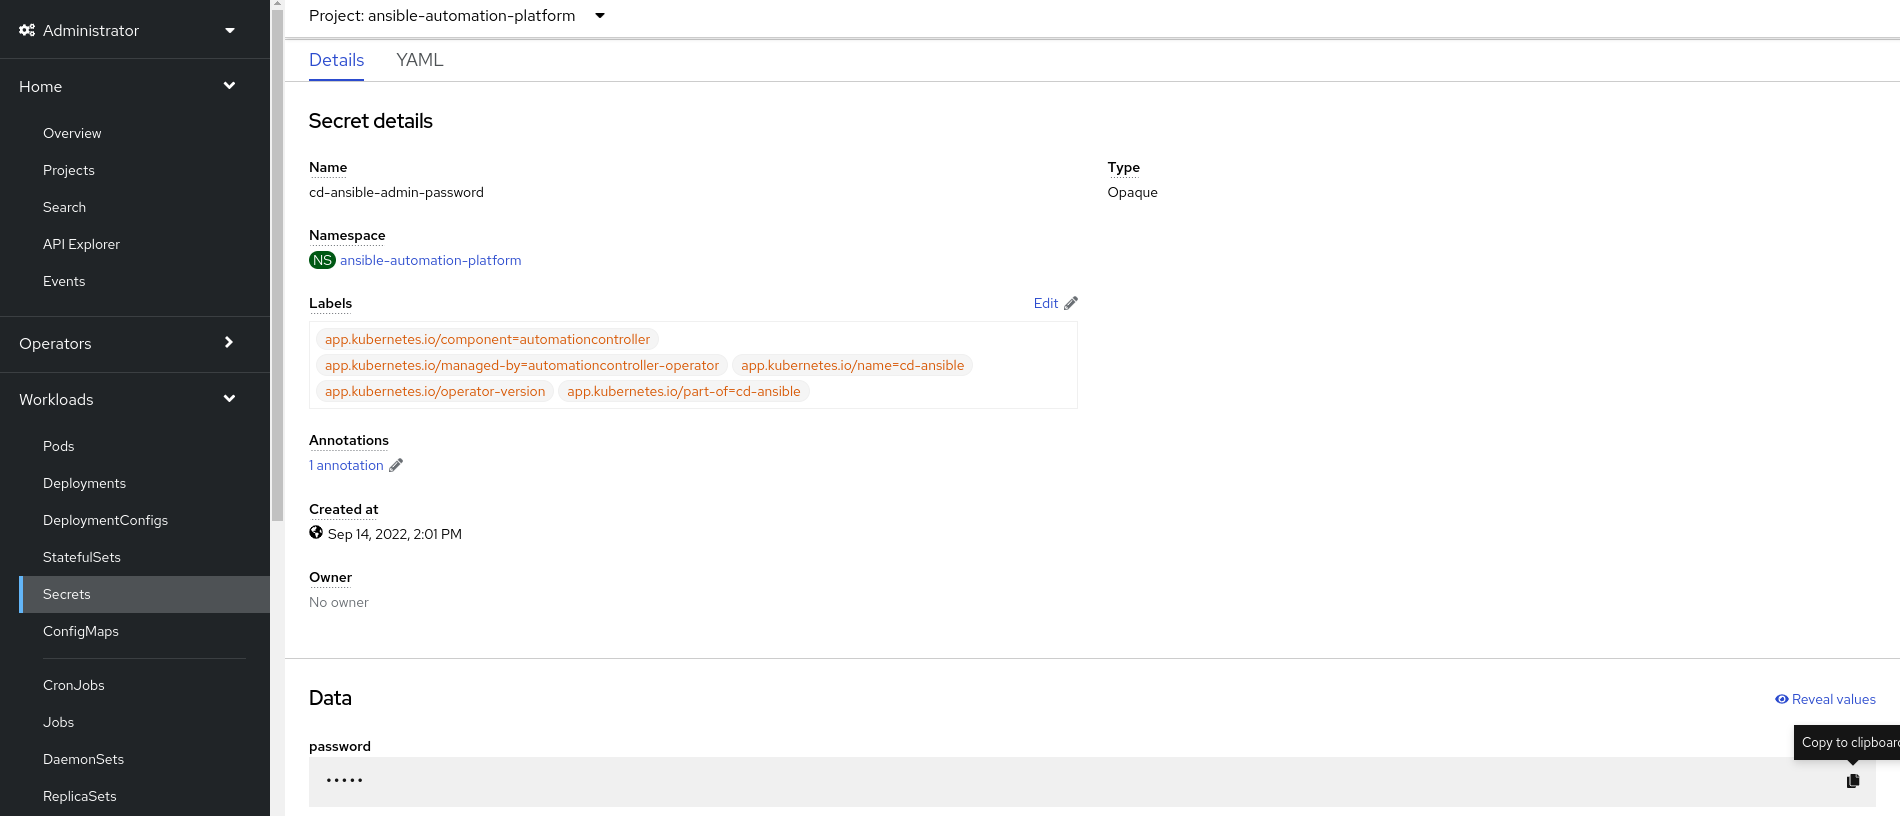 Administrator
Home
Overview
Projects
Search
API Explorer
Events
Operators
Workloads
Pods
Deployments
DeploymentConfigs
StatefulSets
Secrets
ConfigMaps
CronJobs
Jobs
DaemonSets
ReplicaSets
Project: ansible-automation-platform
Details YAML
Secret details
Name
cd-ansible-admin-password
Type
Opaque
Namespace
NS ansible-automation-platform
Labels Edit
app.kubernetes.io/component=automationcontroller
app.kubernetes.io/managed-by=automationcontroller-operator app.kubernetes.io/name=cd-ansible
app.kubernetes.io/operator-version app.kubernetes.io/part-of=cd-ansible
Annotations
1 annotation
Created at
Sep 14, 2022, 2:01 PM
Owner
No owner
Data Reveal values
Copy to clipboard
password
•••••